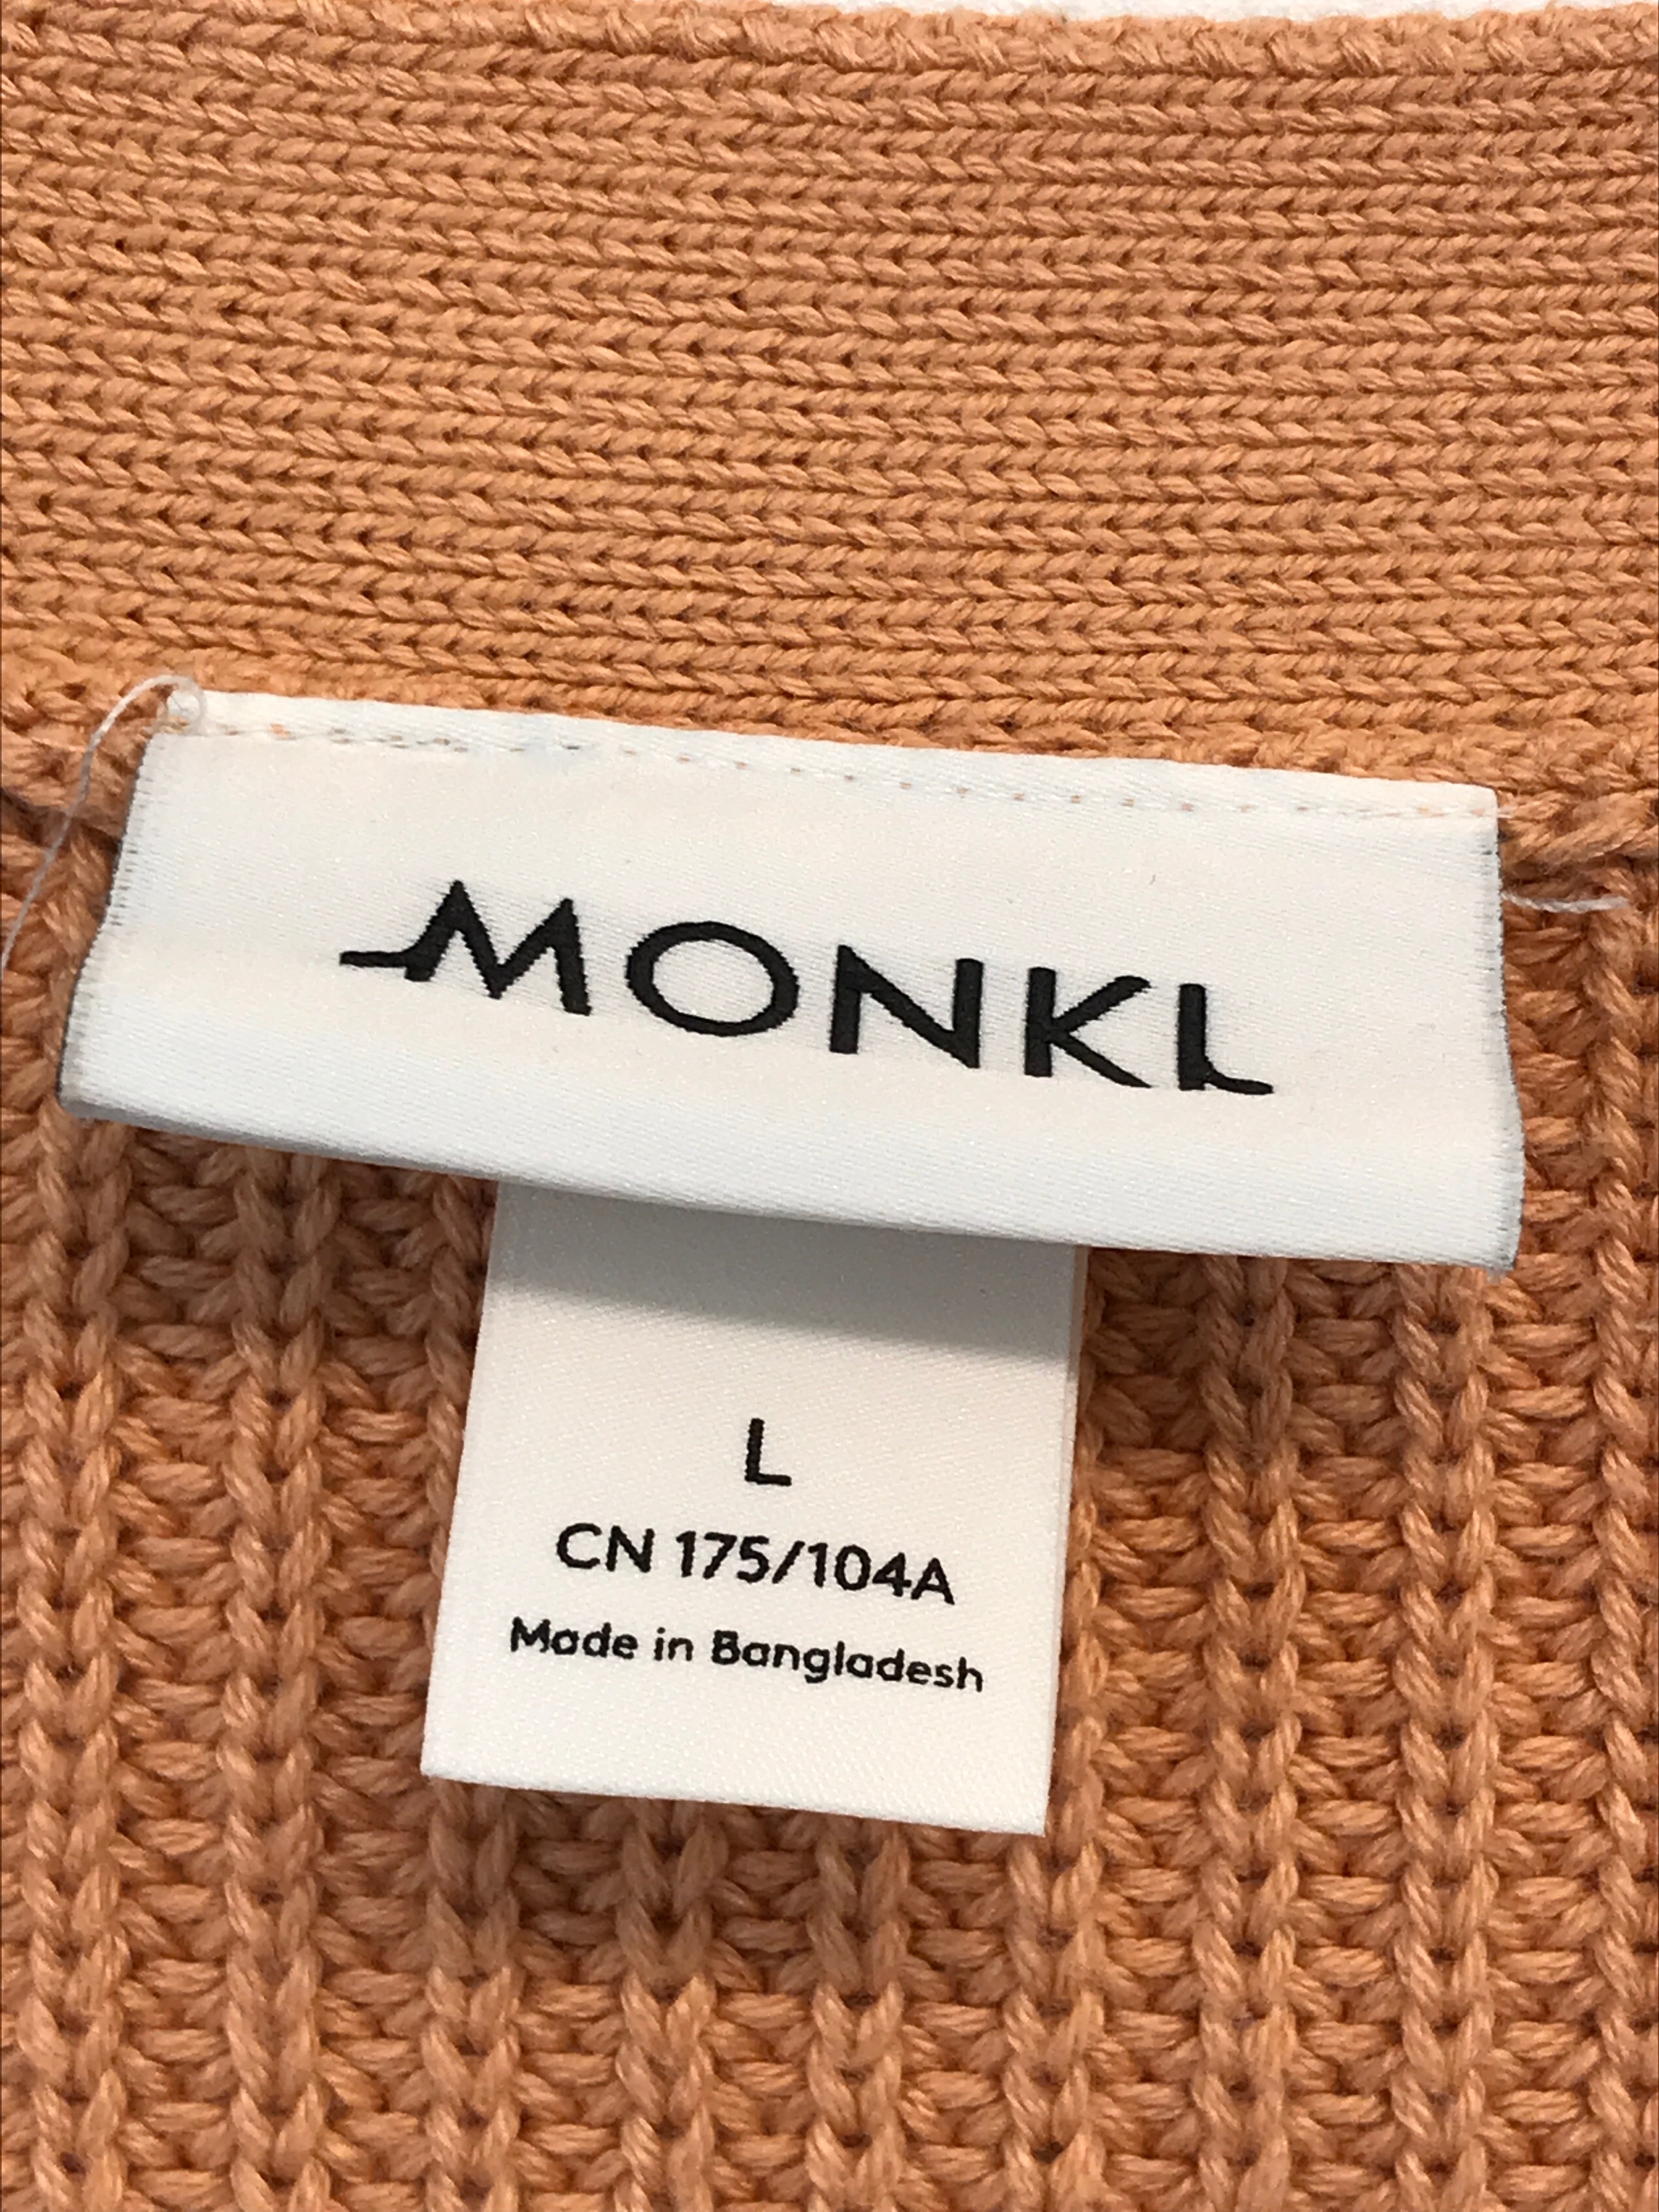 MONKI
L
CN 175/104A
Made in Bangladesh